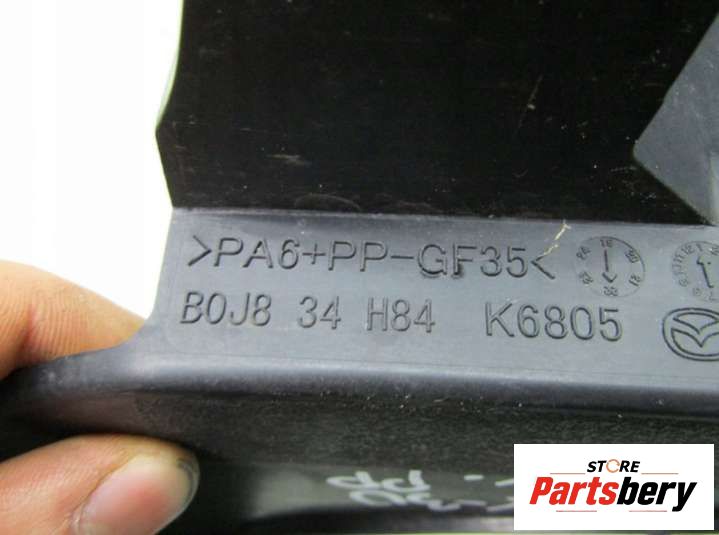 >PA6+PP-GF35<
B0J8 34 H84 K6805
STORE
Partsbery